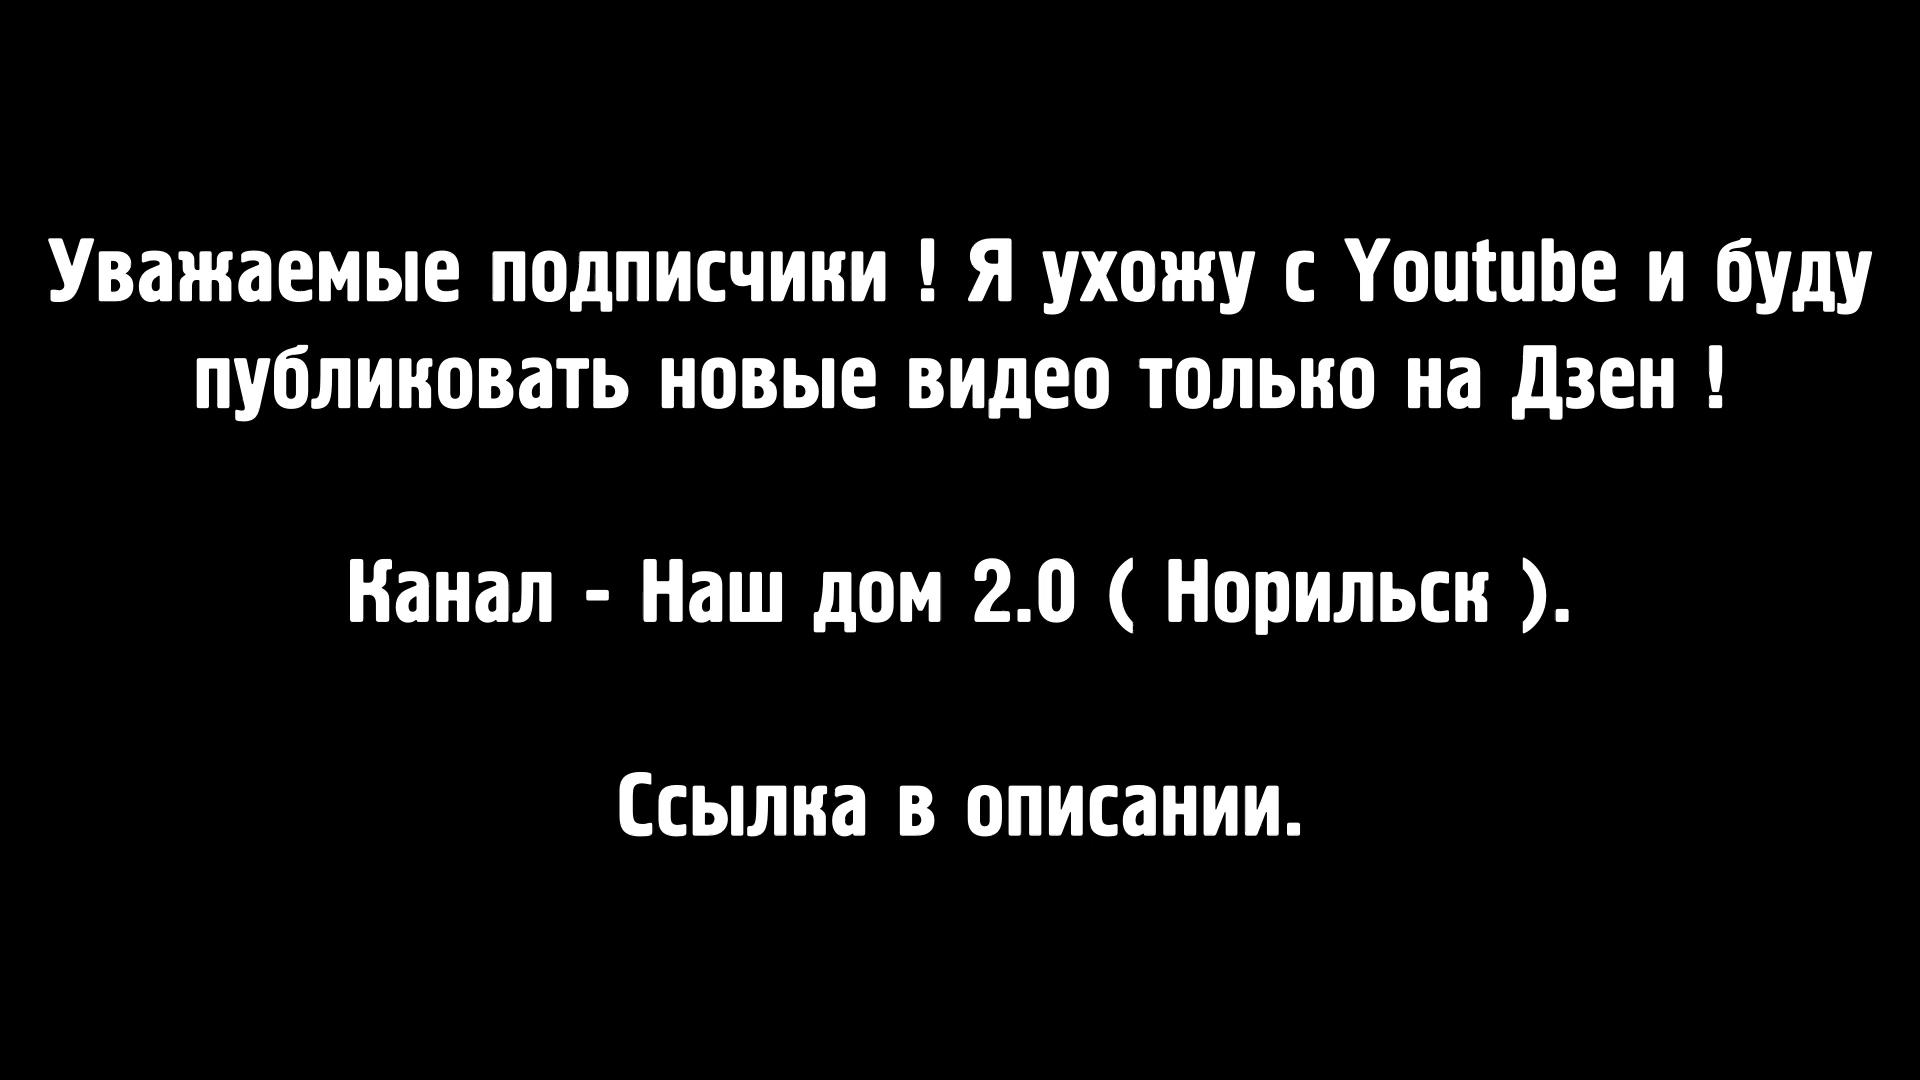 Уважаемые подписчики ! Я ухожу с Youtube и буду
публиковать новые видео только на Дзен !
Канал - Наш дом 2.0 ( Норильск ).
Ссылка в описании.